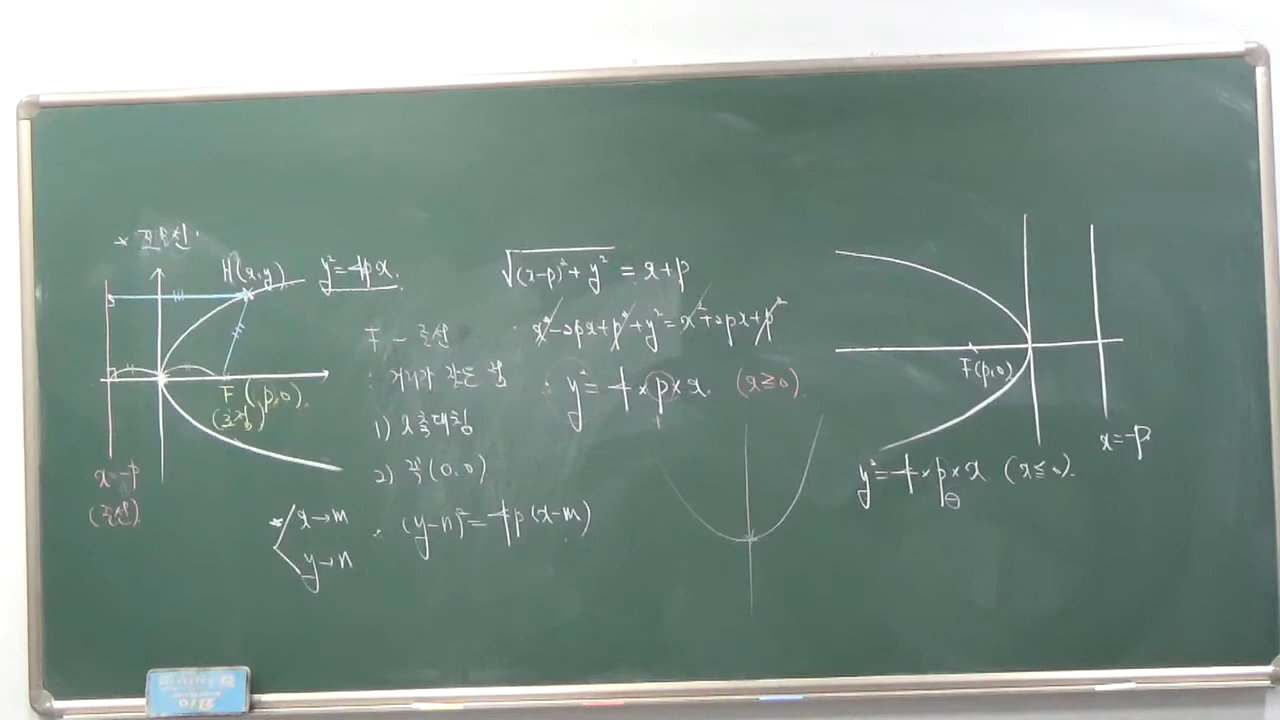 * 포물선
H(x,y)
y²=4px.
F(p,0).
(초점)
x=-p
(준선)
F - 준선
: 거리가 같은 점
1) x축대칭
2) 꼭(0,0)
* x→m
y→n
∴ (y-n)²=4p(x-m)
√(x-p)²+y² = x+p
x²-2px+p²+y²=x²+2px+p²
∴ y²=4×p×x. (x≥0)
F(p,0)
x=-p
y²=4×p×x. (x≤0).
⊖